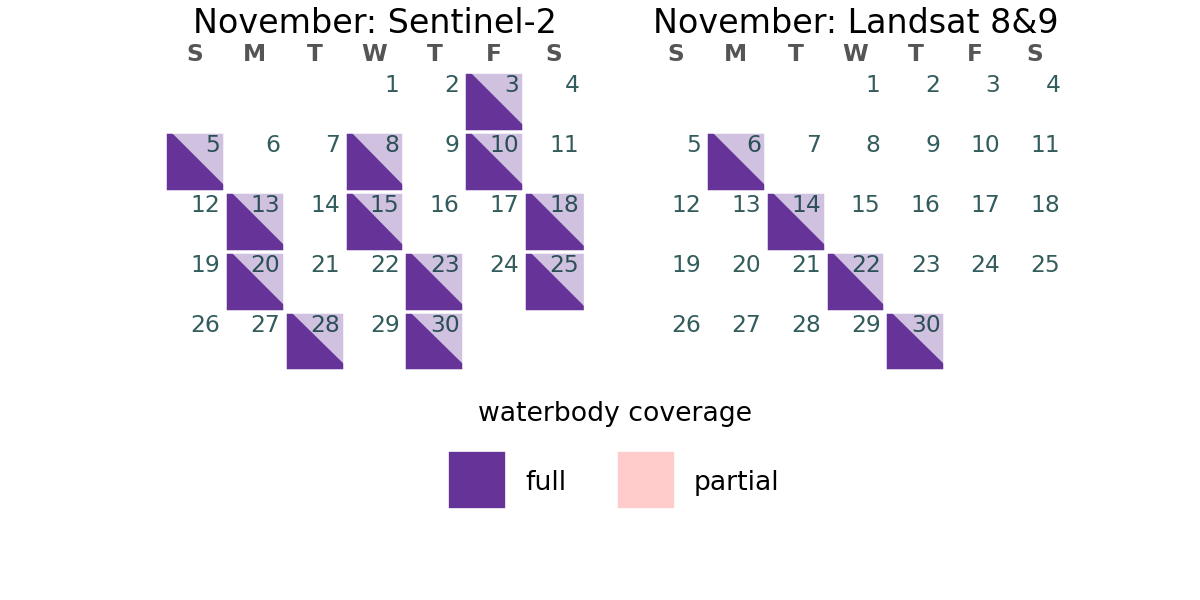 November: Sentinel-2
S M T W T F S
1 2 3 4
5 6 7 8 9 10 11
12 13 14 15 16 17 18
19 20 21 22 23 24 25
26 27 28 29 30
November: Landsat 8&9
S M T W T F S
1 2 3 4
5 6 7 8 9 10 11
12 13 14 15 16 17 18
19 20 21 22 23 24 25
26 27 28 29 30
waterbody coverage
full partial